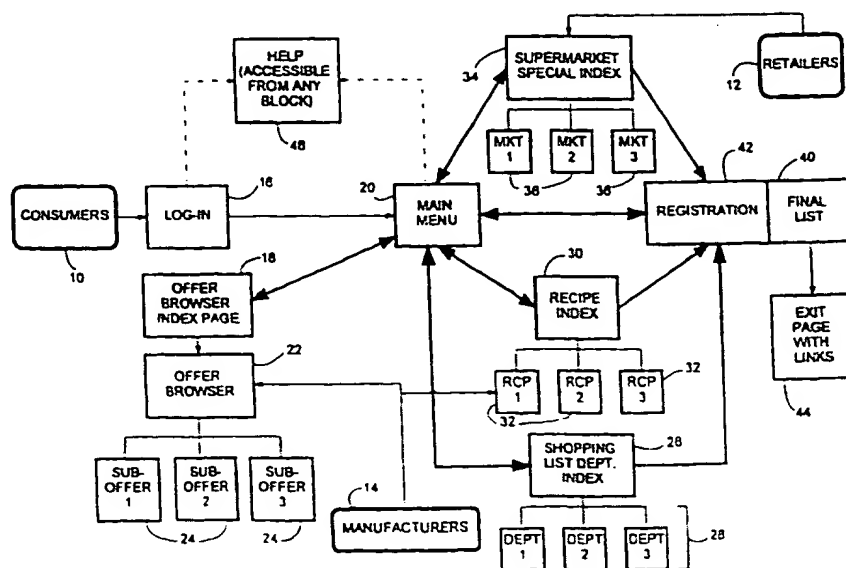 HELP
(ACCESSIBLE
FROM ANY
BLOCK)
48
34
SUPERMARKET
SPECIAL INDEX
RETAILERS
12
MKT
1
MKT
2
MKT
3
36
36
42
40
CONSUMERS
10
16
LOG-IN
20
MAIN
MENU
REGISTRATION
FINAL
LIST
18
OFFER
BROWSER
INDEX PAGE
30
RECIPE
INDEX
EXIT
PAGE
WITH
LINKS
44
22
OFFER
BROWSER
RCP
1
RCP
2
RCP
3
32
32
SUB-
OFFER
1
SUB-
OFFER
2
SUB-
OFFER
3
24
24
14
MANUFACTURERS
28
SHOPPING
LIST DEPT.
INDEX
DEPT
1
DEPT
2
DEPT
3
28